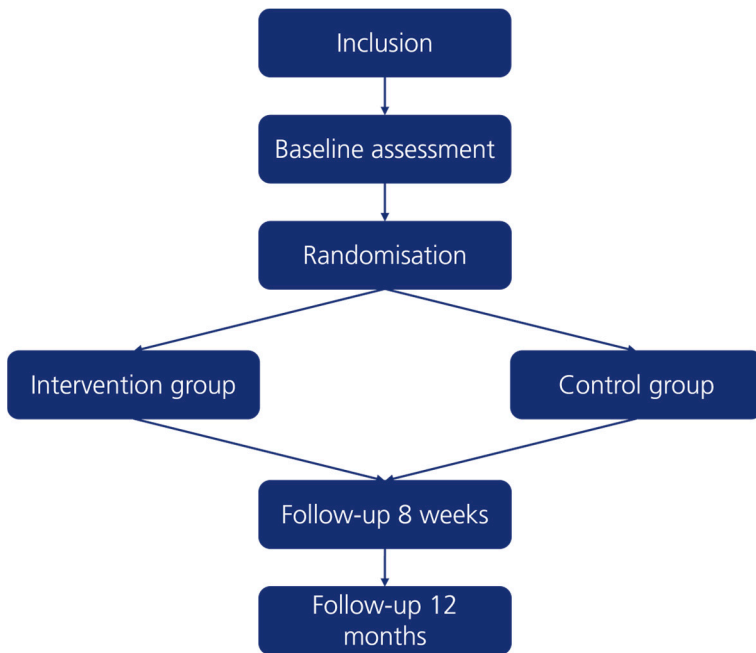 Inclusion
Baseline assessment
Randomisation
Intervention group
Control group
Follow-up 8 weeks
Follow-up 12
months